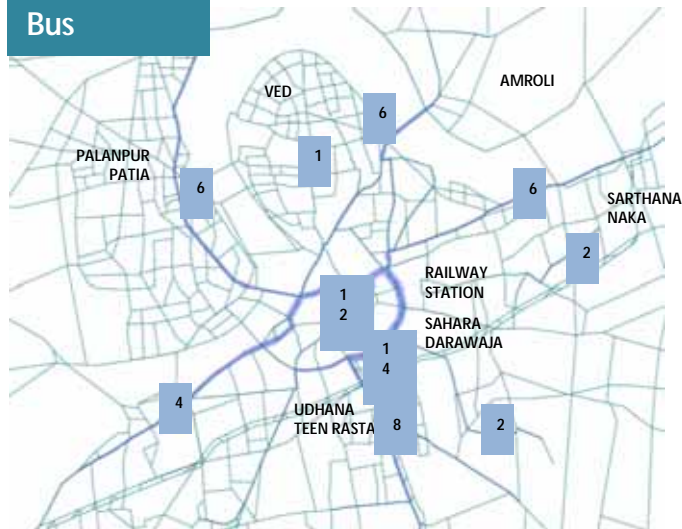 Bus
VED
AMROLI
6
1
PALANPUR
PATIA
6
6
SARTHANA
NAKA
2
RAILWAY
STATION
1
2
SAHARA
DARAWAJA
1
4
4
UDHANA
TEEN RASTA
8
2